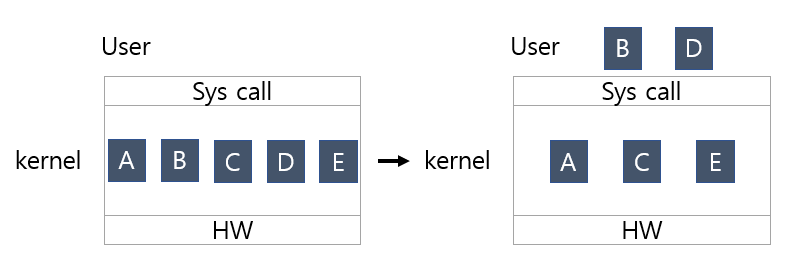 User
Sys call
kernel
A B C D E
HW
User
B D
Sys call
kernel
A C E
HW